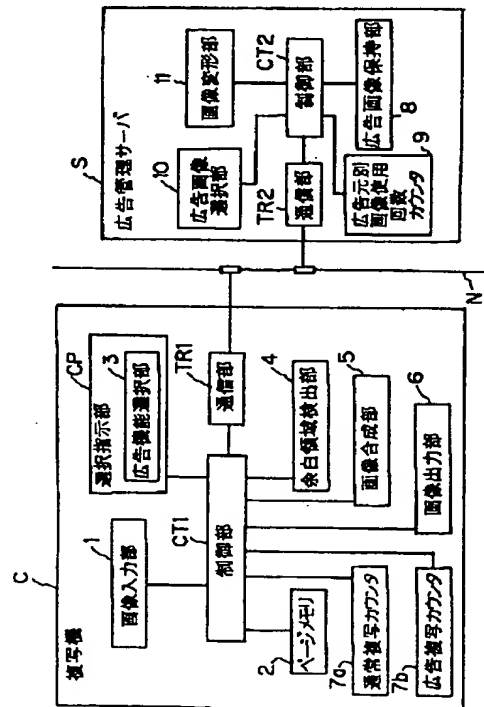 複写機
C
画像入力部
1
選択指示部
CP
広告機能選択部
3
制御部
CT1
通信部
TR1
ページメモリ
2
通常複写カウンタ
7a
広告複写カウンタ
7b
余白領域検出部
4
画像合成部
5
画像出力部
6
N
広告管理サーバ
S
広告画像
選択部
10
画像変形部
11
制御部
CT2
通信部
TR2
広告元別
画像使用
回数
カウンタ
9
広告画像保持部
8